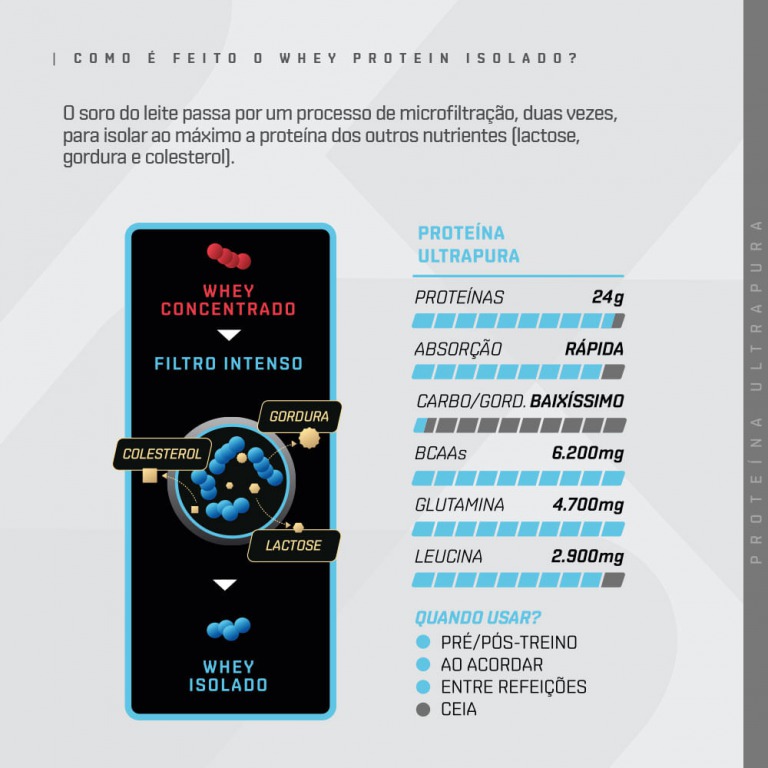 | COMO É FEITO O WHEY PROTEIN ISOLADO?
O soro do leite passa por um processo de microfiltração, duas vezes,
para isolar ao máximo a proteína dos outros nutrientes (lactose,
gordura e colesterol).
WHEY
CONCENTRADO
FILTRO INTENSO
GORDURA
COLESTEROL
LACTOSE
WHEY
ISOLADO
PROTEÍNA
ULTRAPURA
PROTEÍNAS 24g
ABSORÇÃO RÁPIDA
CARBO/GORD. BAIXÍSSIMO
BCAAs 6.200mg
GLUTAMINA 4.700mg
LEUCINA 2.900mg
QUANDO USAR?
PRÉ/PÓS-TREINO
AO ACORDAR
ENTRE REFEIÇÕES
CEIA
PROTEÍNA ULTRAPURA